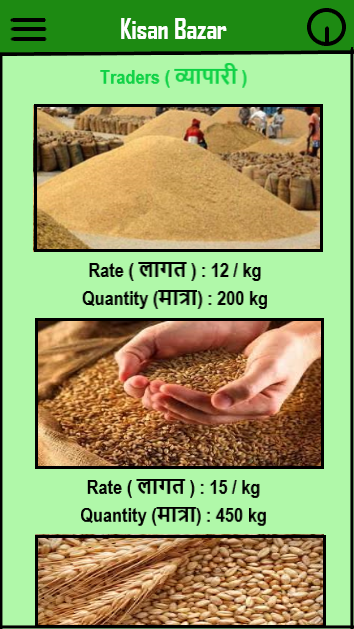 Kisan Bazar
Traders ( व्यापारी )
Rate ( लागत ) : 12 / kg
Quantity (मात्रा) : 200 kg
Rate ( लागत ) : 15 / kg
Quantity (मात्रा) : 450 kg